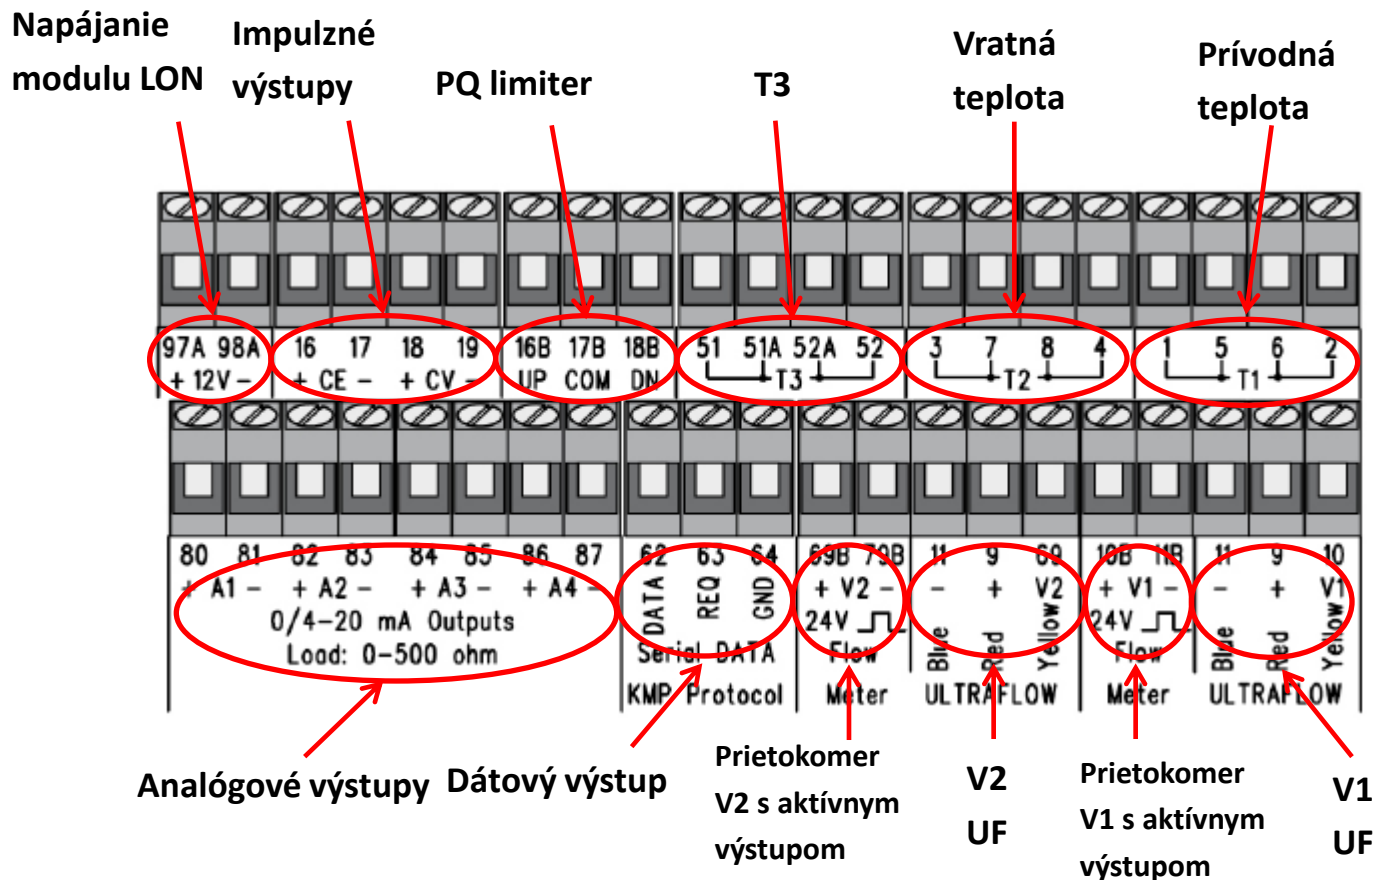 Napájanie
modulu LON
Impulzné
výstupy
PQ limiter
T3
Vratná
teplota
Prívodná
teplota
97A 98A
+ 12V -
16 17 18 19
+ CE - + CV -
16B 17B 18B
UP COM DN
51 51A 52A 52
T3
3 7 8 4
T2
1 5 6 2
T1
80 81 82 83 84 85 86 87
+ A1 - + A2 - + A3 - + A4 -
0/4-20 mA Outputs
Load: 0-500 ohm
62 63 64
DATA REQ GND
Serial DATA
KMP Protocol
69B 79B
+ V2 -
24V
Flow
Meter
11 9 69
- + V2
Blue Red Yellow
ULTRAFLOW
10B 11B
+ V1 -
24V
Flow
Meter
11 9 10
- + V1
Blue Red Yellow
ULTRAFLOW
Analógové výstupy
Dátový výstup
Prietokomer
V2 s aktívnym
výstupom
V2
UF
Prietokomer
V1 s aktívnym
výstupom
V1
UF